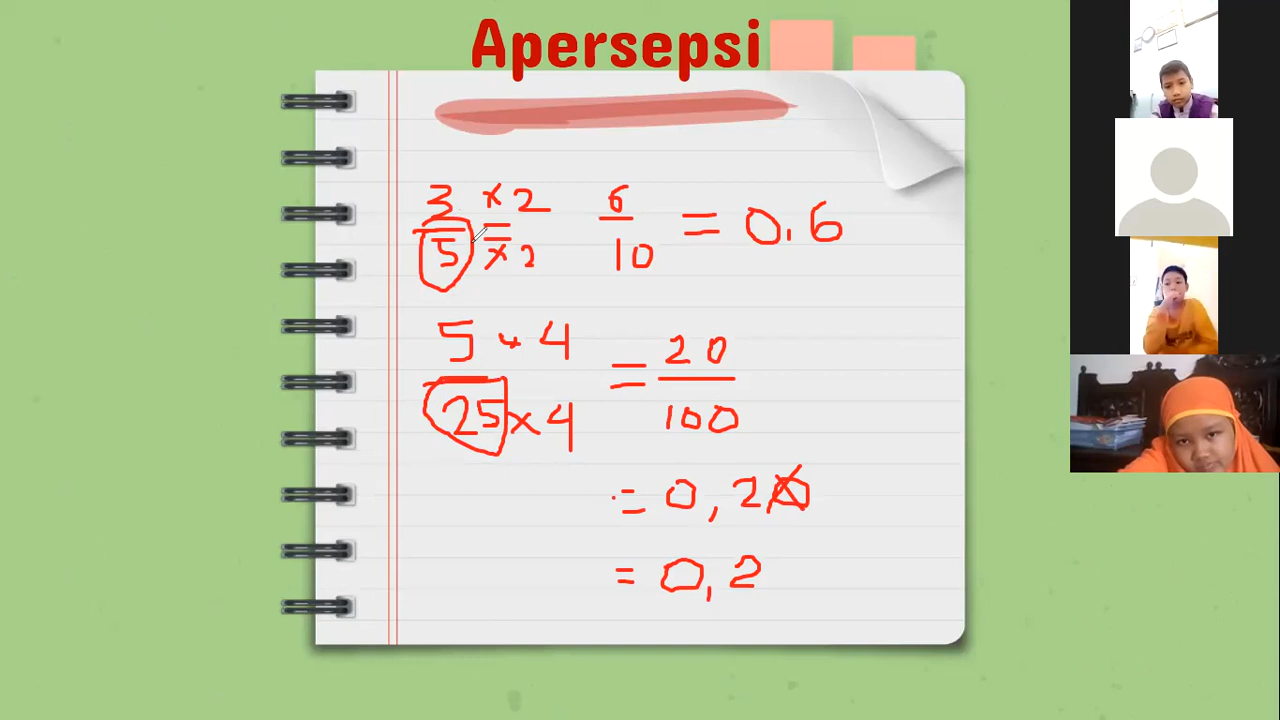 Apersepsi
3 × 2 6
— = — = 0.6
5 × 2 10
5 × 4 20
— = —
25 × 4 100
= 0,20
= 0,2